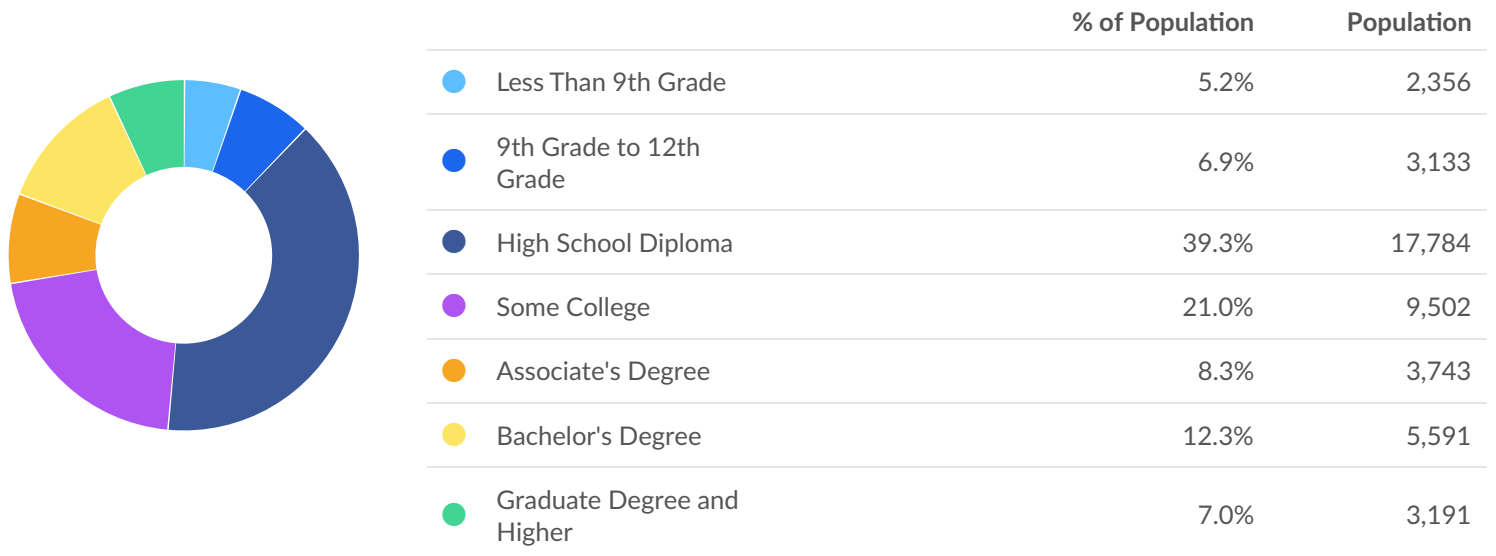 % of Population Population
Less Than 9th Grade 5.2% 2,356
9th Grade to 12th
Grade 6.9% 3,133
High School Diploma 39.3% 17,784
Some College 21.0% 9,502
Associate's Degree 8.3% 3,743
Bachelor's Degree 12.3% 5,591
Graduate Degree and
Higher 7.0% 3,191